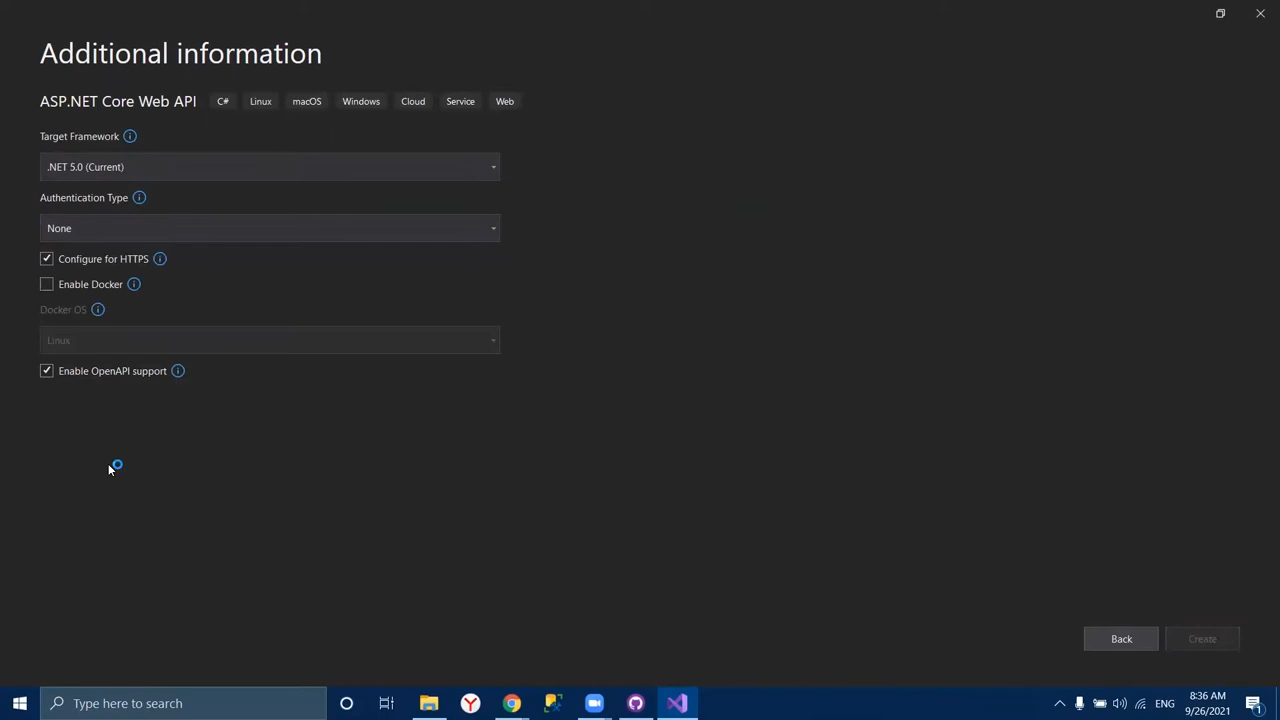 Additional information
ASP.NET Core Web API C# Linux macOS Windows Cloud Service Web
Target Framework
.NET 5.0 (Current)
Authentication Type
None
Configure for HTTPS
Enable Docker
Docker OS
Linux
Enable OpenAPI support
Back Create
Type here to search
ENG
8:36 AM
9/26/2021
1